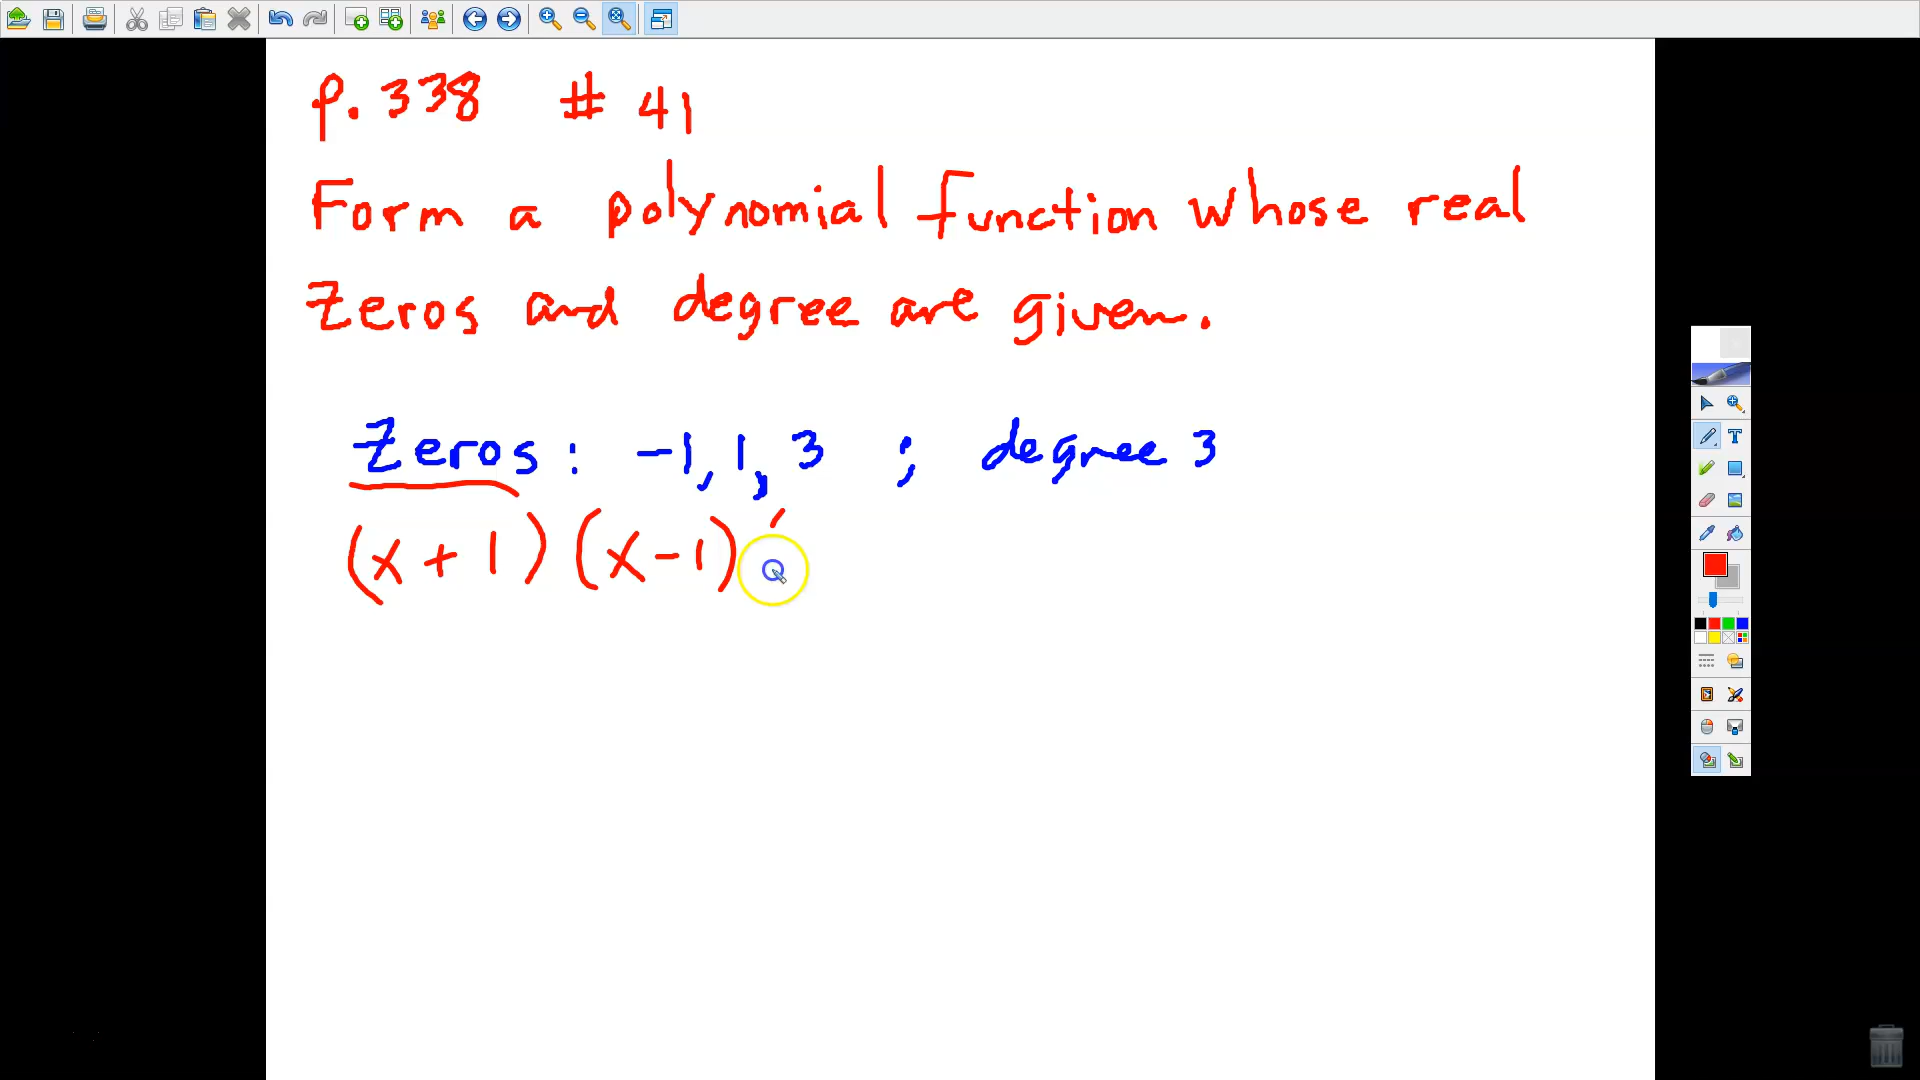 p. 338 # 41
Form a polynomial function whose real
zeros and degree are given.
Zeros: -1, 1, 3 ; degree 3
(x + 1) (x - 1) (